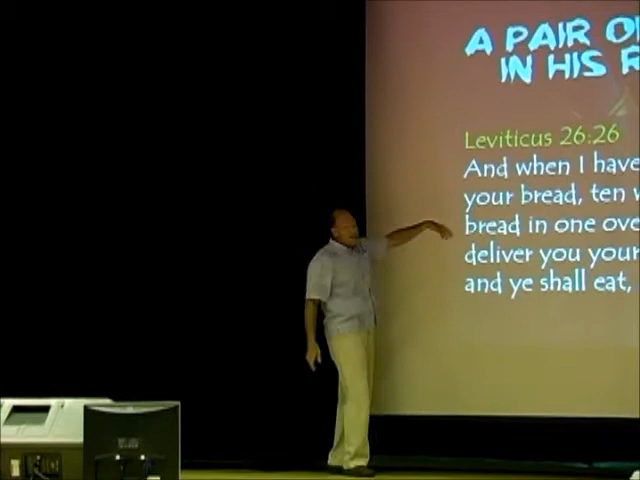 A PAIR O
IN HIS R
Leviticus 26:26
And when I have
your bread, ten w
bread in one ove
deliver you your
and ye shall eat,